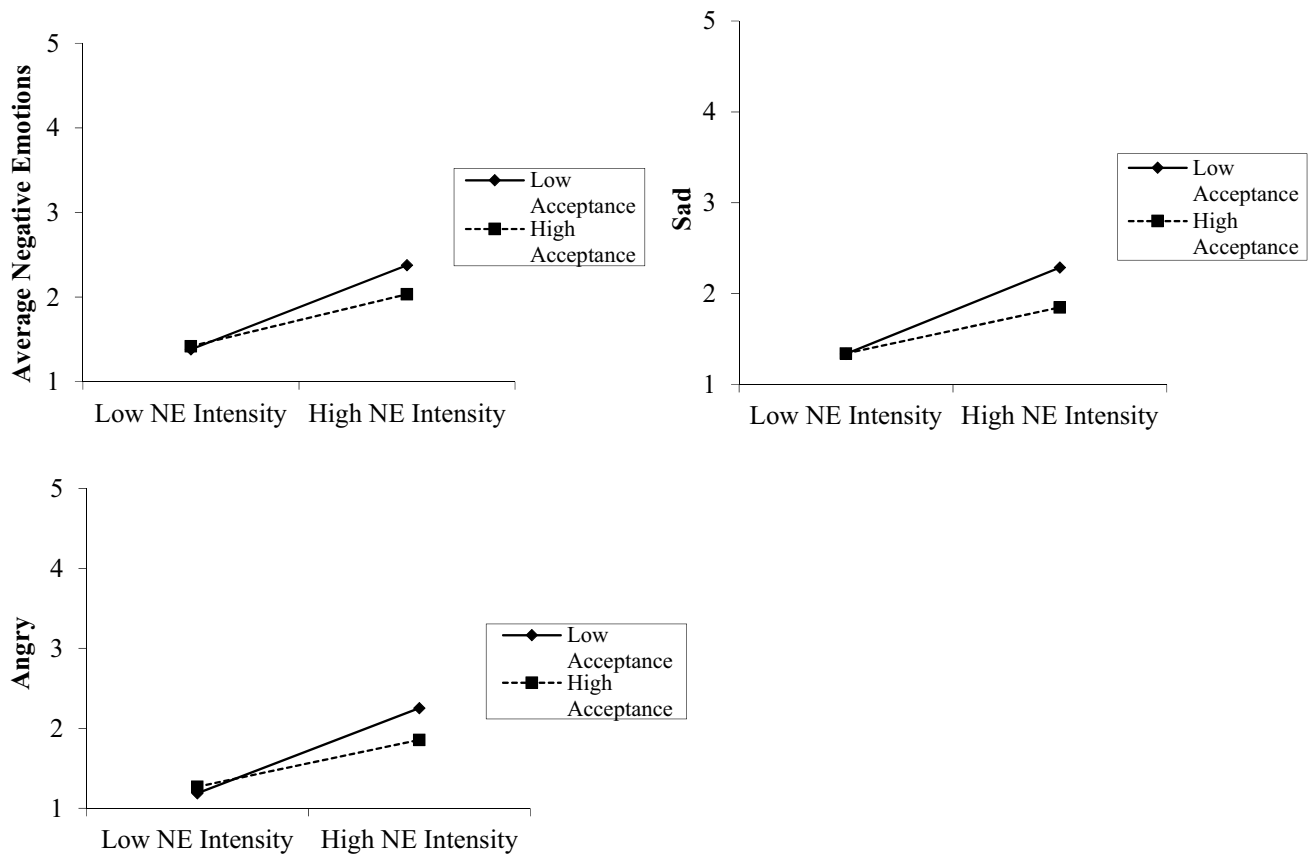 Average Negative Emotions
5
4
3
2
1
Low NE Intensity
High NE Intensity
Low
Acceptance
High
Acceptance
Sad
5
4
3
2
1
Low NE Intensity
High NE Intensity
Low
Acceptance
High
Acceptance
Angry
5
4
3
2
1
Low NE Intensity
High NE Intensity
Low
Acceptance
High
Acceptance